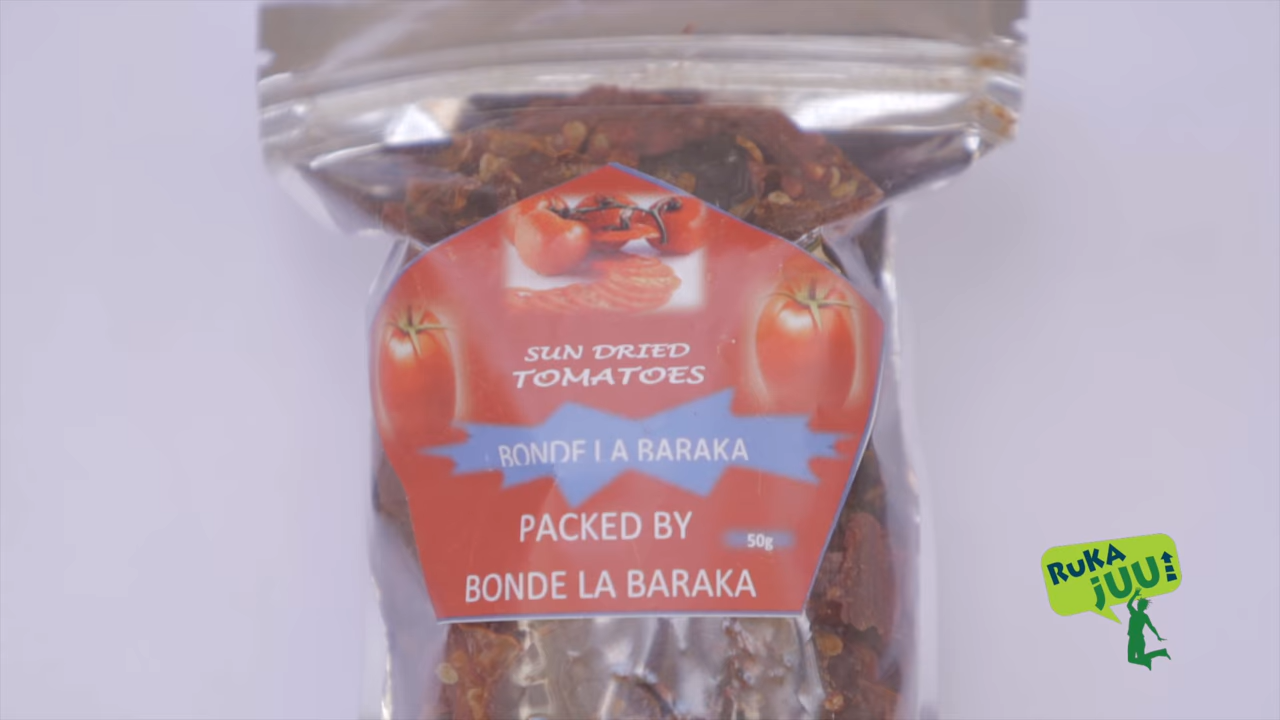 SUN DRIED
TOMATOES
BONDE LA BARAKA
PACKED BY
50g
BONDE LA BARAKA
RUKA
JUU